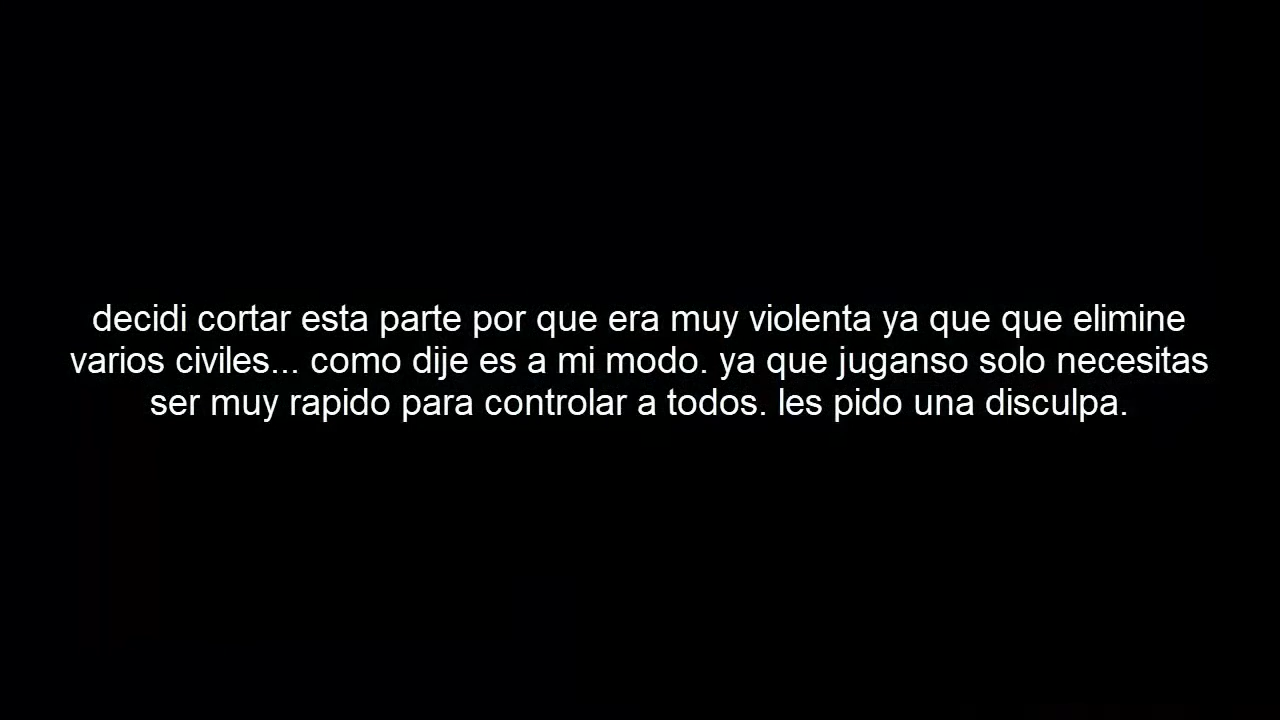 decidi cortar esta parte por que era muy violenta ya que que elimine
varios civiles... como dije es a mi modo. ya que juganso solo necesitas
ser muy rapido para controlar a todos. les pido una disculpa.